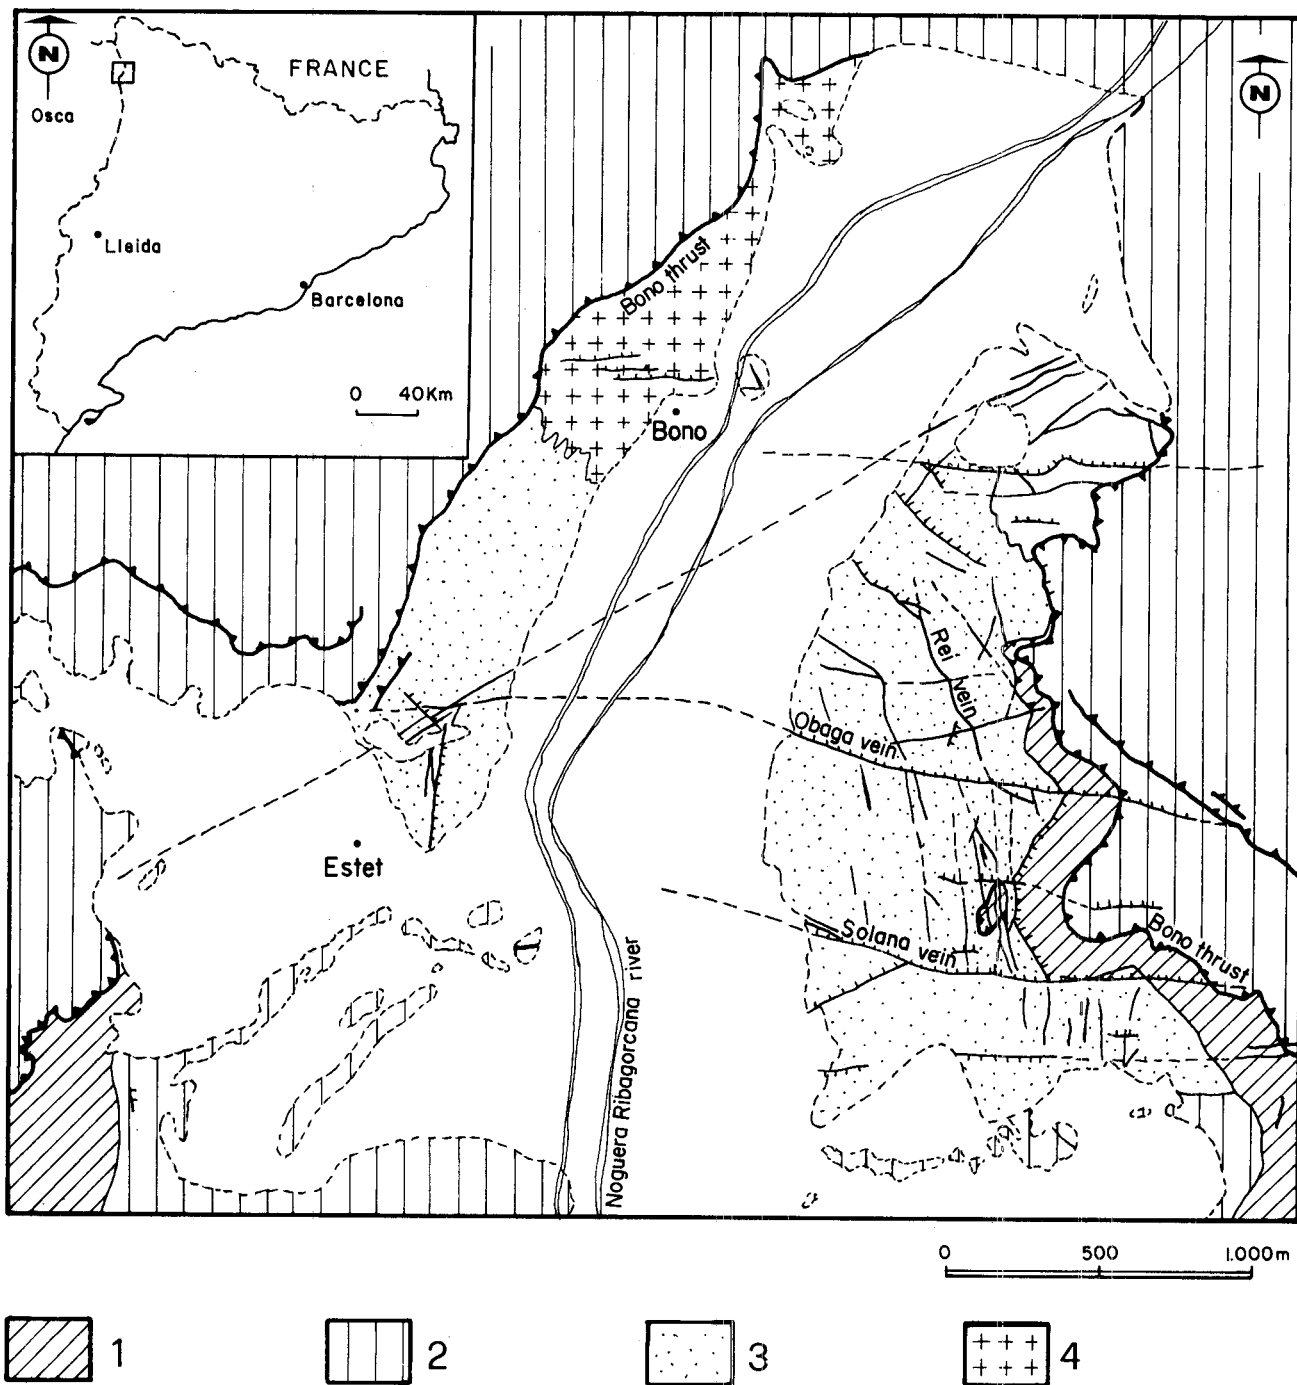 N
Osca
FRANCE
Lleida
Barcelona
0 40Km
N
Bono thrust
Bono
Rei vein
Obaga vein
Estet
Solana vein
Bono thrust
Noguera Ribagorcana river
0 500 1.000m
1 2 3 4